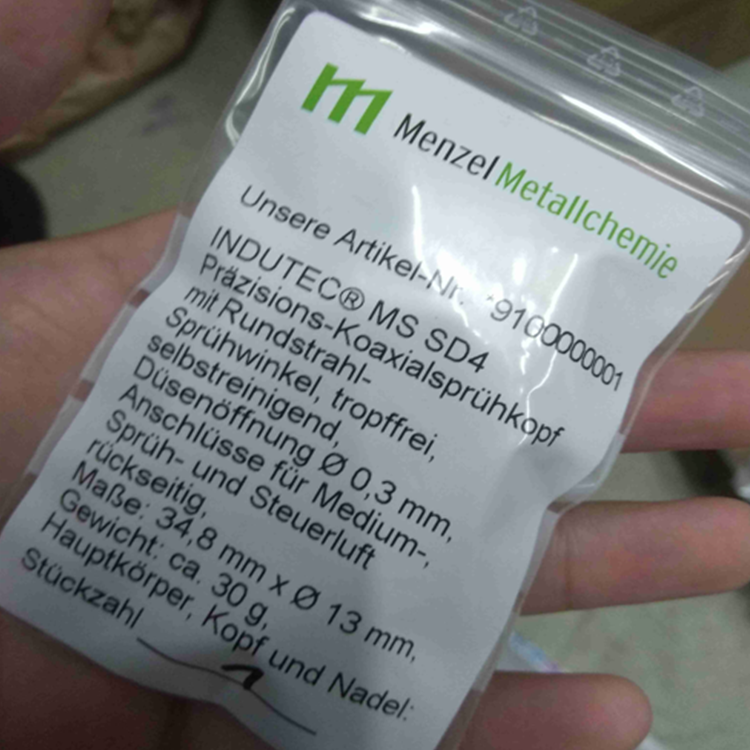 Menzel Metallchemie
Unsere Artikel-Nr. 9100000001
INDUTEC® MS SD4
Präzisions-Koaxialsprühkopf
mit Rundstrahl-
Sprühwinkel, tropffrei,
selbstreinigend,
Düsenöffnung Ø 0,3 mm,
Anschlüsse für Medium-,
Sprüh- und Steuerluft
rückseitig,
Maße: 34,8 mm x Ø 13 mm,
Gewicht: ca. 30 g,
Hauptkörper, Kopf und Nadel:
Stückzahl 1